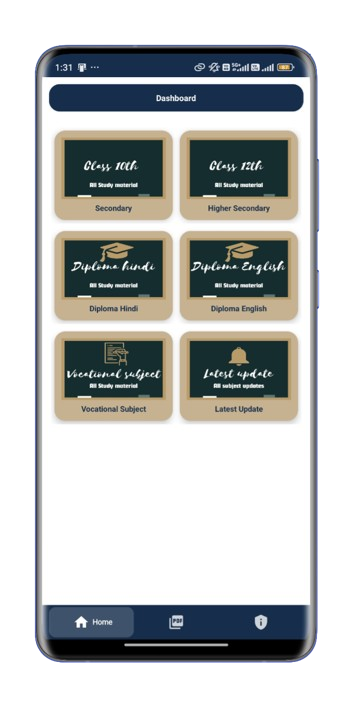 1:31
Dashboard
Class 10th
All Study material
Secondary
Class 12th
All Study material
Higher Secondary
Diploma hindi
All Study material
Diploma Hindi
Diploma English
All Study material
Diploma English
Vocational subject
All Study material
Vocational Subject
Latest update
All subject updates
Latest Update
Home
PDF